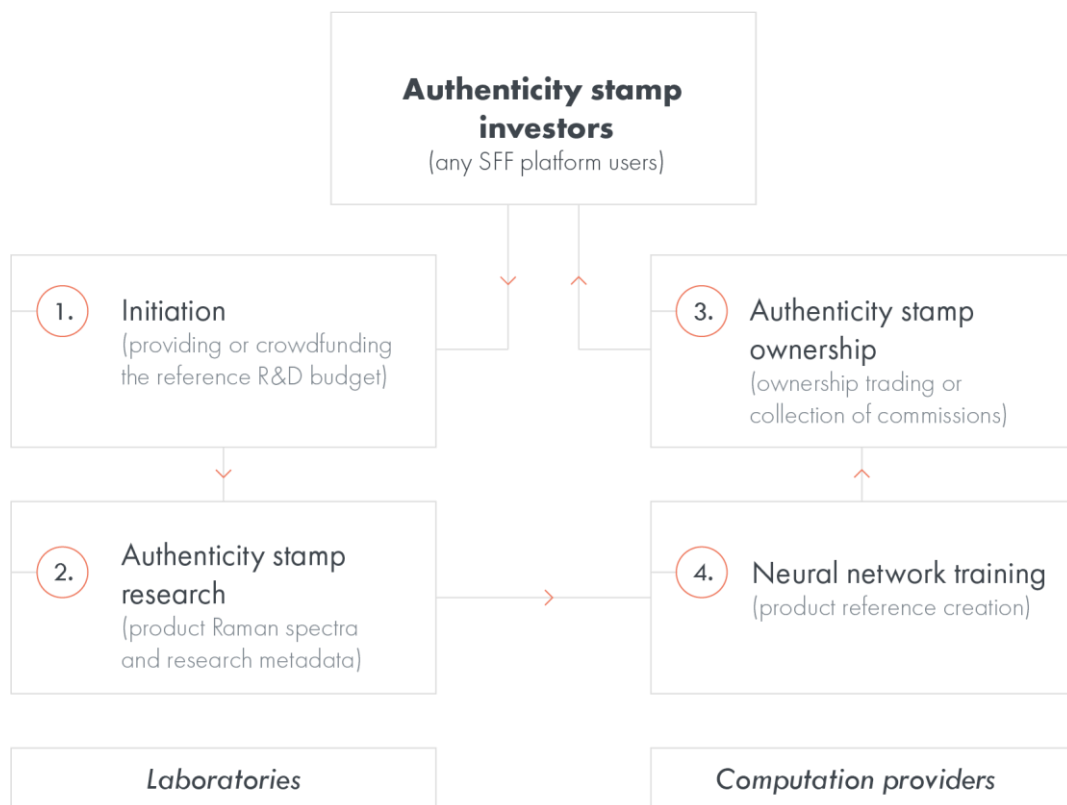 Authenticity stamp
investors
(any SFF platform users)
1.
Initiation
(providing or crowdfunding
the reference R&D budget)
3.
Authenticity stamp
ownership
(ownership trading or
collection of commissions)
2.
Authenticity stamp
research
(product Raman spectra
and research metadata)
4.
Neural network training
(product reference creation)
Laboratories
Computation providers